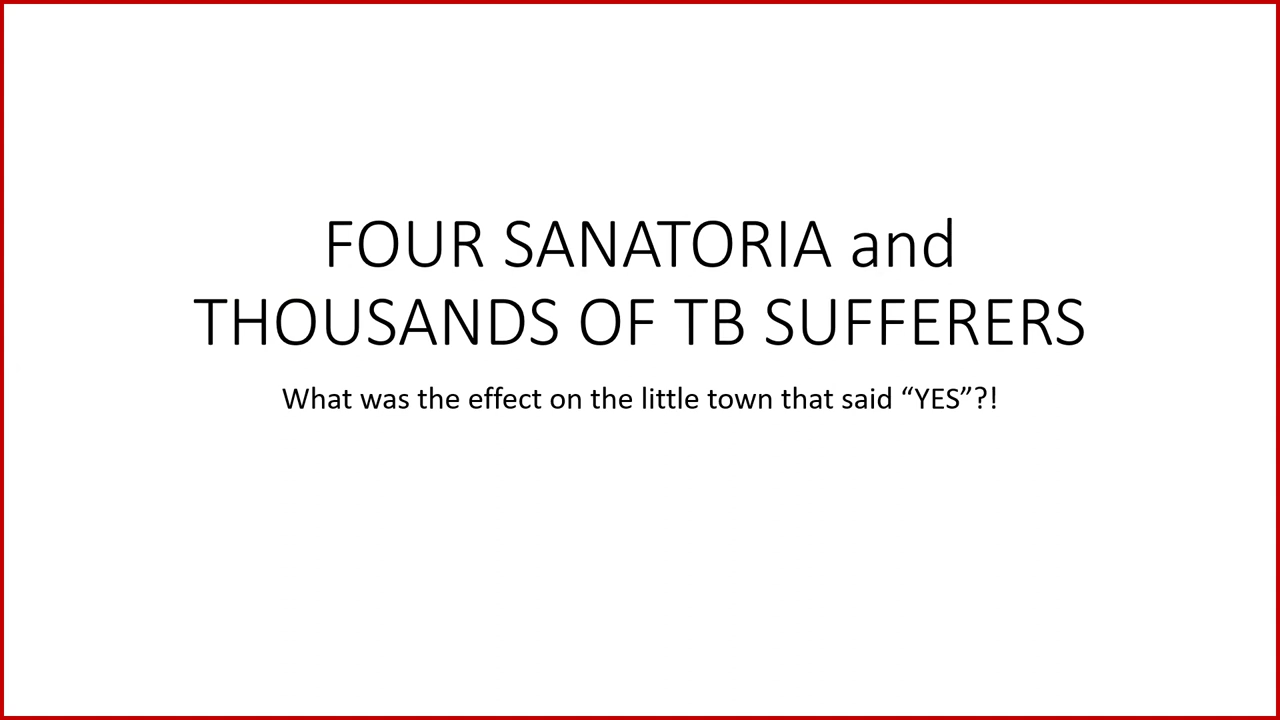 FOUR SANATORIA and
THOUSANDS OF TB SUFFERERS
What was the effect on the little town that said “YES”?!